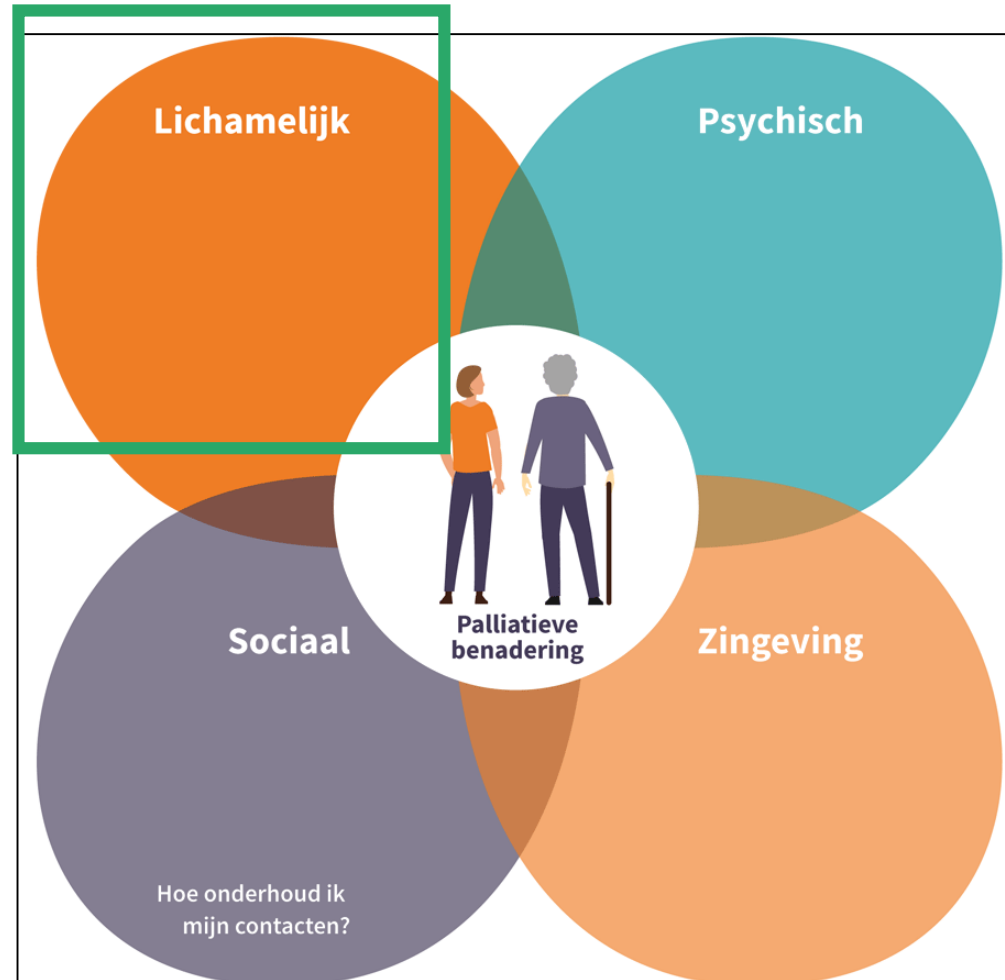 Lichamelijk
Psychisch
Palliatieve
benadering
Sociaal
Zingeving
Hoe onderhoud ik
mijn contacten?